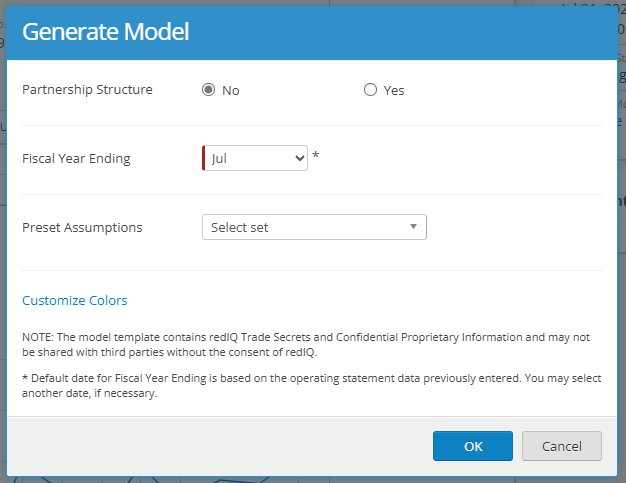 Generate Model
Partnership Structure No Yes
Fiscal Year Ending Jul *
Preset Assumptions Select set
Customize Colors
NOTE: The model template contains redIQ Trade Secrets and Confidential Proprietary Information and may not
be shared with third parties without the consent of redIQ.
* Default date for Fiscal Year Ending is based on the operating statement data previously entered. You may select
another date, if necessary.
OK Cancel